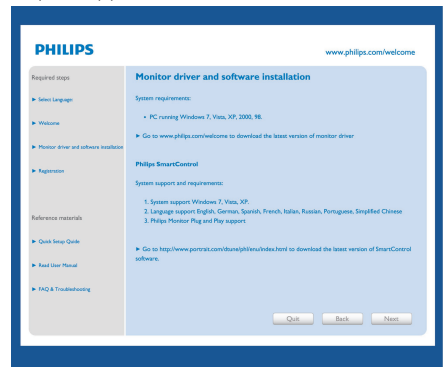 PHILIPS
www.philips.com/welcome
Required steps
► Select Language:
► Welcome
► Monitor driver and software installation
► Registration
Reference materials
► Quick Setup Guide
► Read User Manual
► FAQ & Troubleshooting
Monitor driver and software installation
System requirements:
• PC running Windows 7, Vista, XP, 2000, 98.
► Go to www.philips.com/welcome to download the latest version of monitor driver
Philips SmartControl
System support and requirements:
1. System support Windows 7, Vista, XP.
2. Language support English, German, Spanish, French, Italian, Russian, Portuguese, Simplified Chinese
3. Philips Monitor Plug and Play support
► Go to http://www.portrait.com/dtune/phil/enu/index.html to download the latest version of SmartControl
software.
Quit
Back
Next